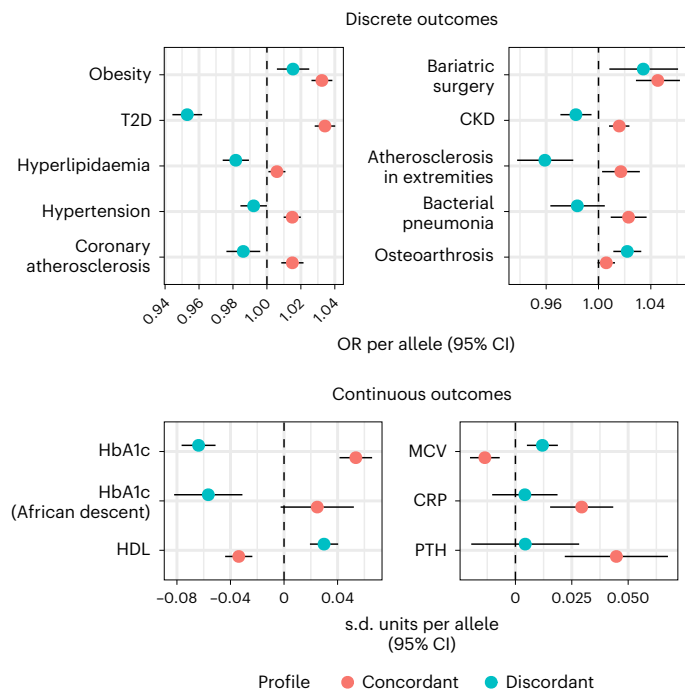 Discrete outcomes
Obesity
T2D
Hyperlipidaemia
Hypertension
Coronary
atherosclerosis
0.94
0.96
0.98
1.00
1.02
1.04
Bariatric
surgery
CKD
Atherosclerosis
in extremities
Bacterial
pneumonia
Osteoarthrosis
0.96
1.00
1.04
OR per allele (95% CI)
Continuous outcomes
HbA1c
HbA1c
(African descent)
HDL
−0.08
−0.04
0
0.04
MCV
CRP
PTH
0
0.025
0.050
s.d. units per allele
(95% CI)
Profile
Concordant
Discordant